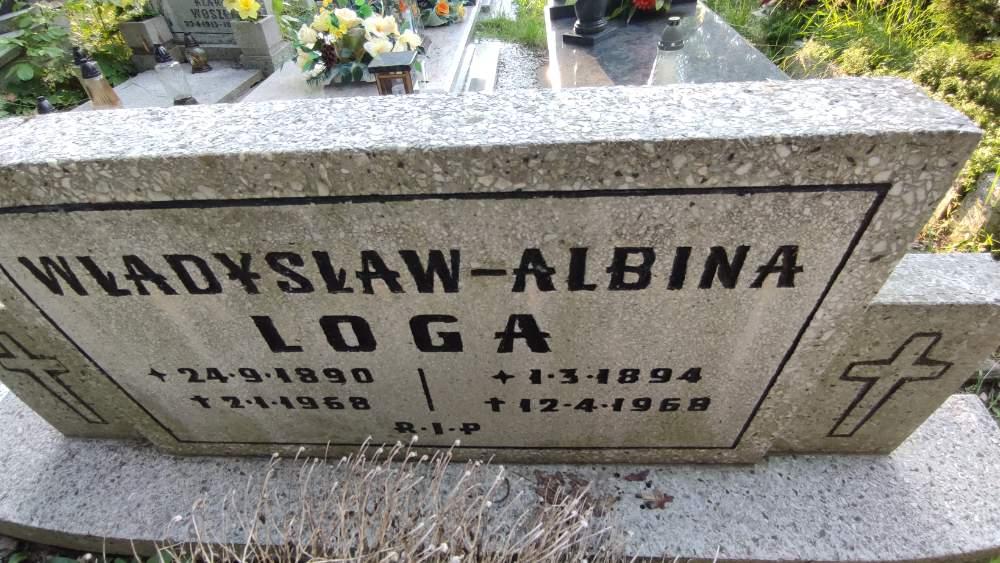 WŁADYSŁAW-ALBINA
LOGA
+ 24·9·1890 | + 1·3·1894
† 2·1·1968 | † 12·4·1968
R·I·P